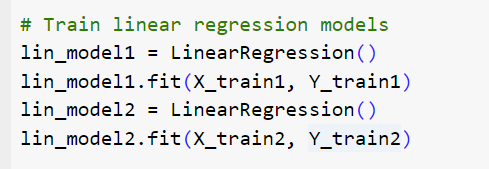 # Train linear regression models
lin_model1 = LinearRegression()
lin_model1.fit(X_train1, Y_train1)
lin_model2 = LinearRegression()
lin_model2.fit(X_train2, Y_train2)